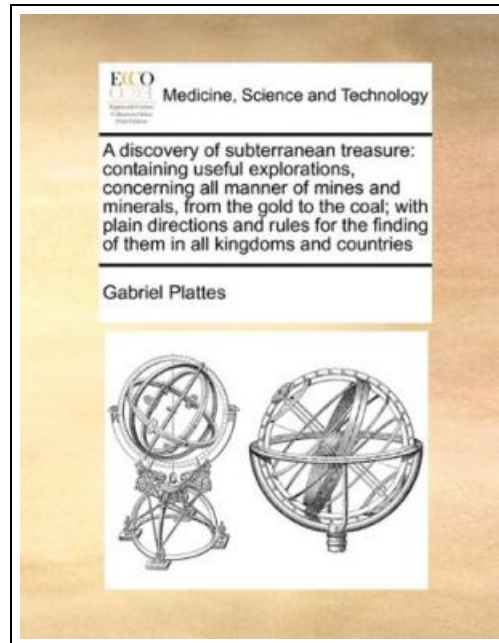 ECCO
Medicine, Science and Technology
A discovery of subterranean treasure:
containing useful explorations,
concerning all manner of mines and
minerals, from the gold to the coal; with
plain directions and rules for the finding
of them in all kingdoms and countries
Gabriel Plattes